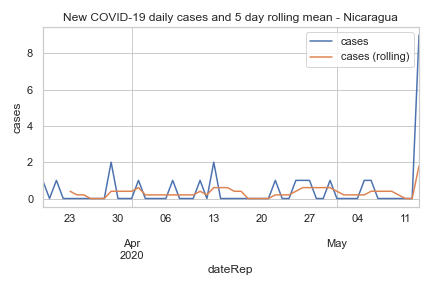 New COVID-19 daily cases and 5 day rolling mean - Nicaragua
cases
cases (rolling)
8
6
4
2
0
cases
23 30 06 13 20 27 04 11
Apr May
2020
dateRep